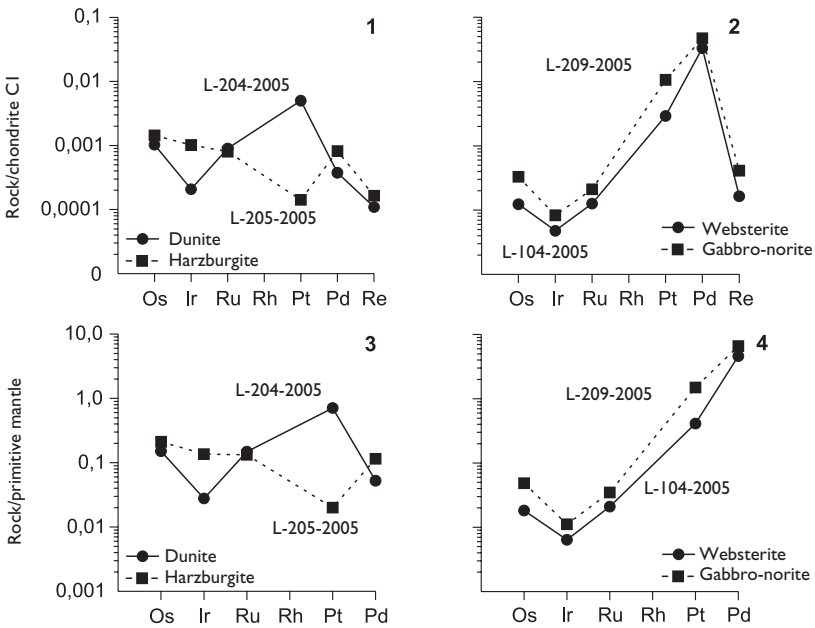 Rock/chondrite C1
0,1
0,01
0,001
0,0001
0
1
L-204-2005
L-205-2005
Dunite
Harzburgite
Os Ir Ru Rh Pt Pd Re
2
L-209-2005
L-104-2005
Websterite
Gabbro-norite
Os Ir Ru Rh Pt Pd Re
Rock/primitive mantle
10,0
1,0
0,1
0,01
0,001
3
L-204-2005
L-205-2005
Dunite
Harzburgite
Os Ir Ru Rh Pt Pd
4
L-209-2005
L-104-2005
Websterite
Gabbro-norite
Os Ir Ru Rh Pt Pd